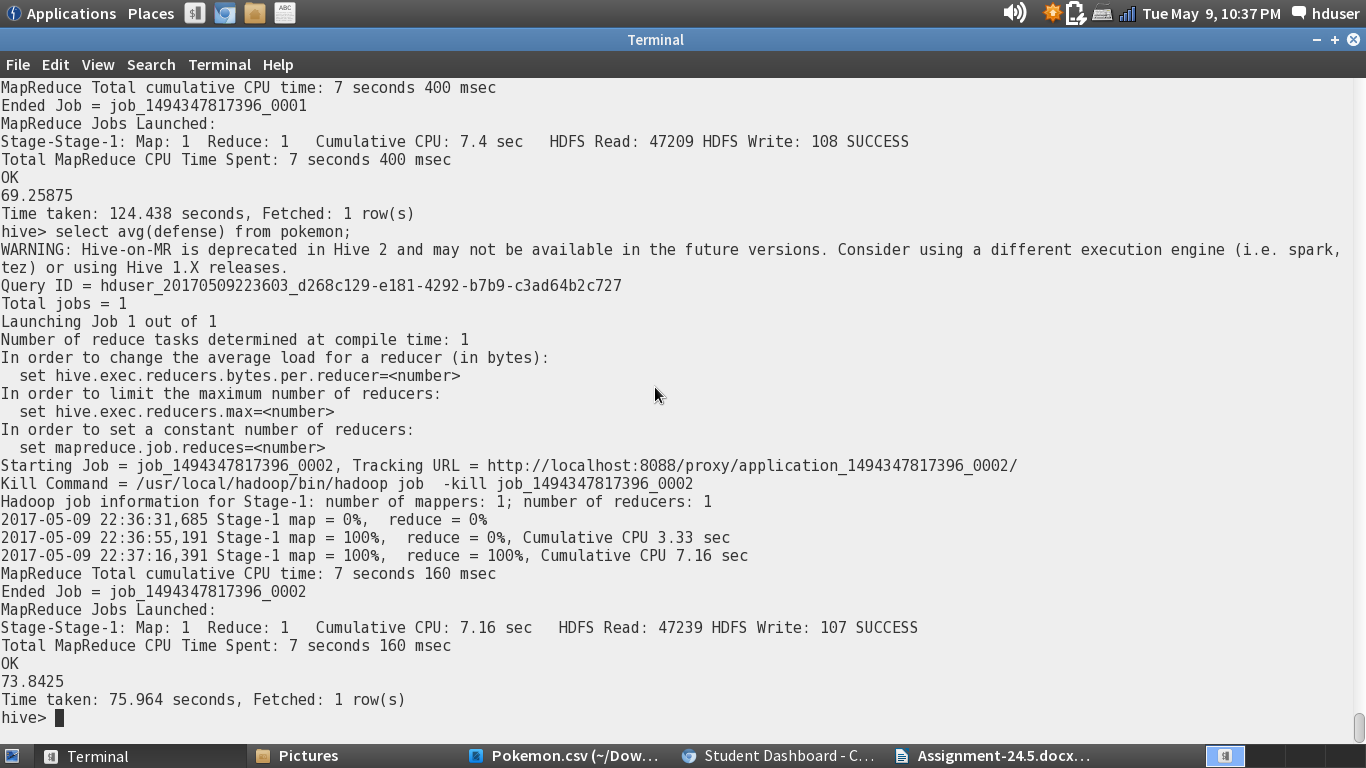 Applications Places Tue May 9, 10:37 PM hduser
Terminal
File Edit View Search Terminal Help
MapReduce Total cumulative CPU time: 7 seconds 400 msec
Ended Job = job_1494347817396_0001
MapReduce Jobs Launched:
Stage-Stage-1: Map: 1  Reduce: 1   Cumulative CPU: 7.4 sec   HDFS Read: 47209 HDFS Write: 108 SUCCESS
Total MapReduce CPU Time Spent: 7 seconds 400 msec
OK
69.25875
Time taken: 124.438 seconds, Fetched: 1 row(s)
hive> select avg(defense) from pokemon;
WARNING: Hive-on-MR is deprecated in Hive 2 and may not be available in the future versions. Consider using a different execution engine (i.e. spark,
tez) or using Hive 1.X releases.
Query ID = hduser_20170509223603_d268c129-e181-4292-b7b9-c3ad64b2c727
Total jobs = 1
Launching Job 1 out of 1
Number of reduce tasks determined at compile time: 1
In order to change the average load for a reducer (in bytes):
  set hive.exec.reducers.bytes.per.reducer=<number>
In order to limit the maximum number of reducers:
  set hive.exec.reducers.max=<number>
In order to set a constant number of reducers:
  set mapreduce.job.reduces=<number>
Starting Job = job_1494347817396_0002, Tracking URL = http://localhost:8088/proxy/application_1494347817396_0002/
Kill Command = /usr/local/hadoop/bin/hadoop job  -kill job_1494347817396_0002
Hadoop job information for Stage-1: number of mappers: 1; number of reducers: 1
2017-05-09 22:36:31,685 Stage-1 map = 0%,  reduce = 0%
2017-05-09 22:36:55,191 Stage-1 map = 100%,  reduce = 0%, Cumulative CPU 3.33 sec
2017-05-09 22:37:16,391 Stage-1 map = 100%,  reduce = 100%, Cumulative CPU 7.16 sec
MapReduce Total cumulative CPU time: 7 seconds 160 msec
Ended Job = job_1494347817396_0002
MapReduce Jobs Launched:
Stage-Stage-1: Map: 1  Reduce: 1   Cumulative CPU: 7.16 sec   HDFS Read: 47239 HDFS Write: 107 SUCCESS
Total MapReduce CPU Time Spent: 7 seconds 160 msec
OK
73.8425
Time taken: 75.964 seconds, Fetched: 1 row(s)
hive>
Terminal Pictures Pokemon.csv (~/Dow... Student Dashboard - C... Assignment-24.5.docx...